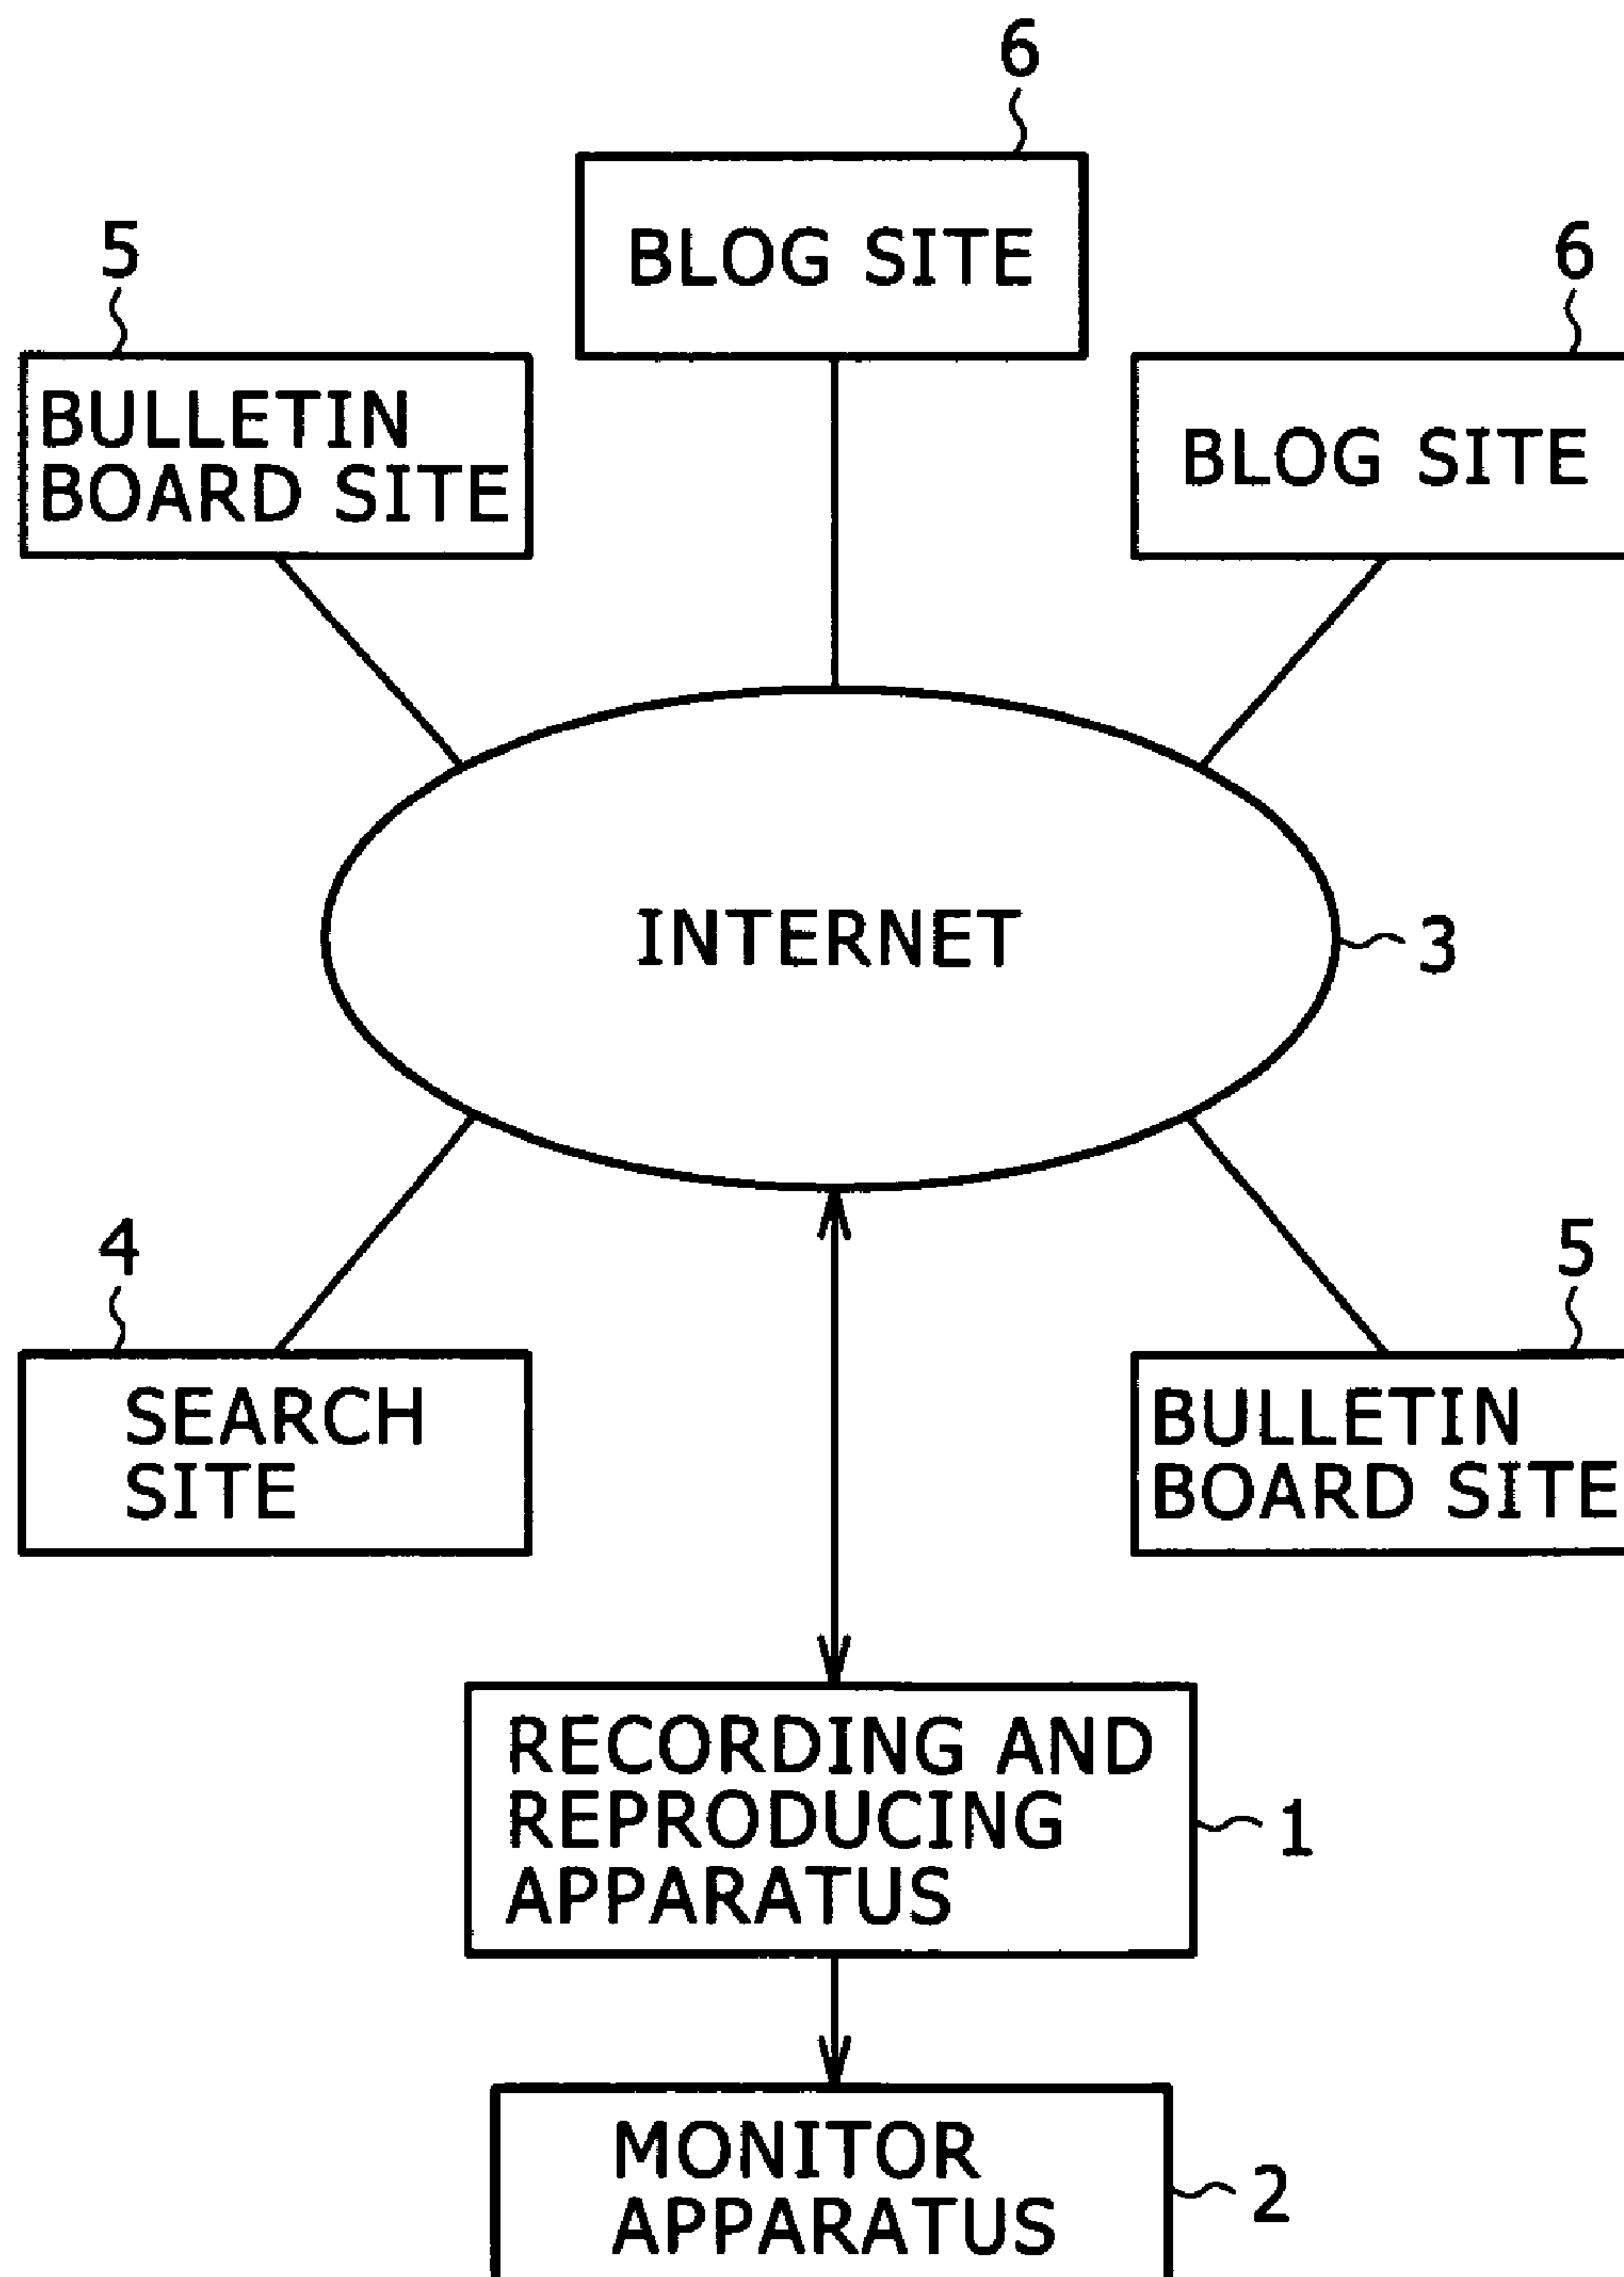 6
BLOG SITE
5
BULLETIN
BOARD SITE
6
BLOG SITE
INTERNET
3
4
SEARCH
SITE
5
BULLETIN
BOARD SITE
RECORDING AND
REPRODUCING
APPARATUS
1
MONITOR
APPARATUS
2